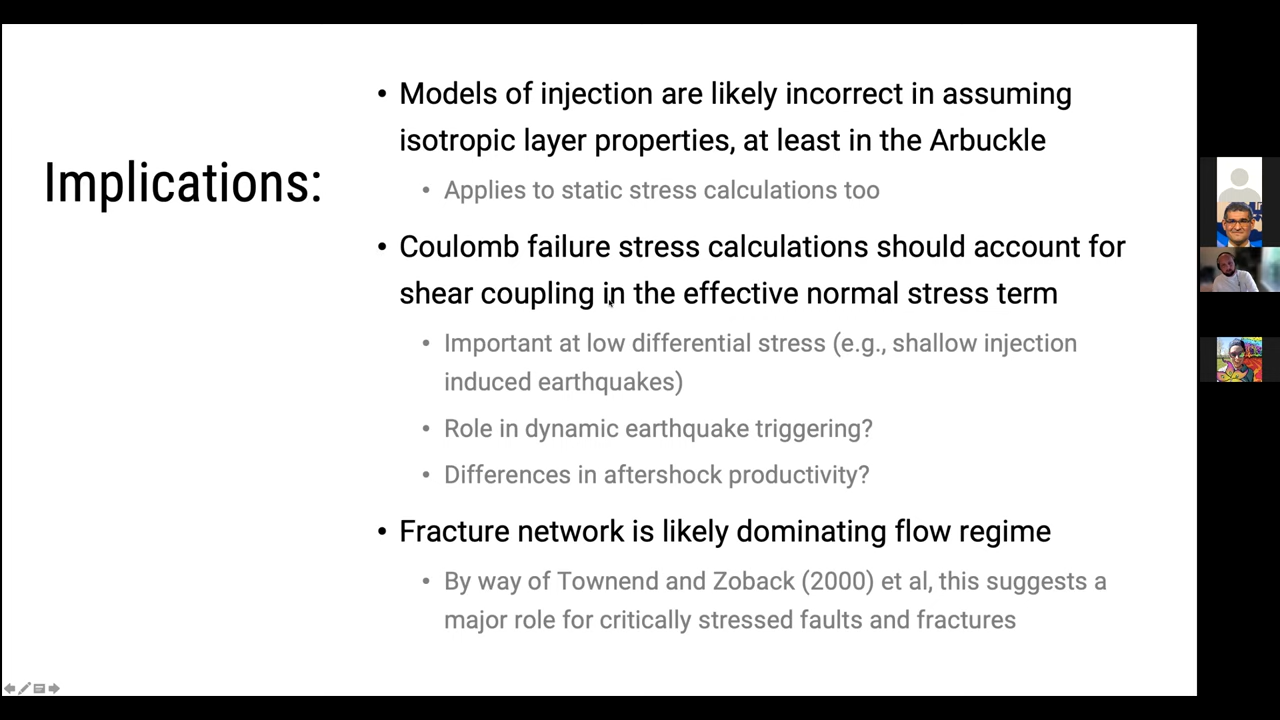 Implications:
• Models of injection are likely incorrect in assuming
isotropic layer properties, at least in the Arbuckle
• Applies to static stress calculations too
• Coulomb failure stress calculations should account for
shear coupling in the effective normal stress term
• Important at low differential stress (e.g., shallow injection
induced earthquakes)
• Role in dynamic earthquake triggering?
• Differences in aftershock productivity?
• Fracture network is likely dominating flow regime
• By way of Townend and Zoback (2000) et al, this suggests a
major role for critically stressed faults and fractures